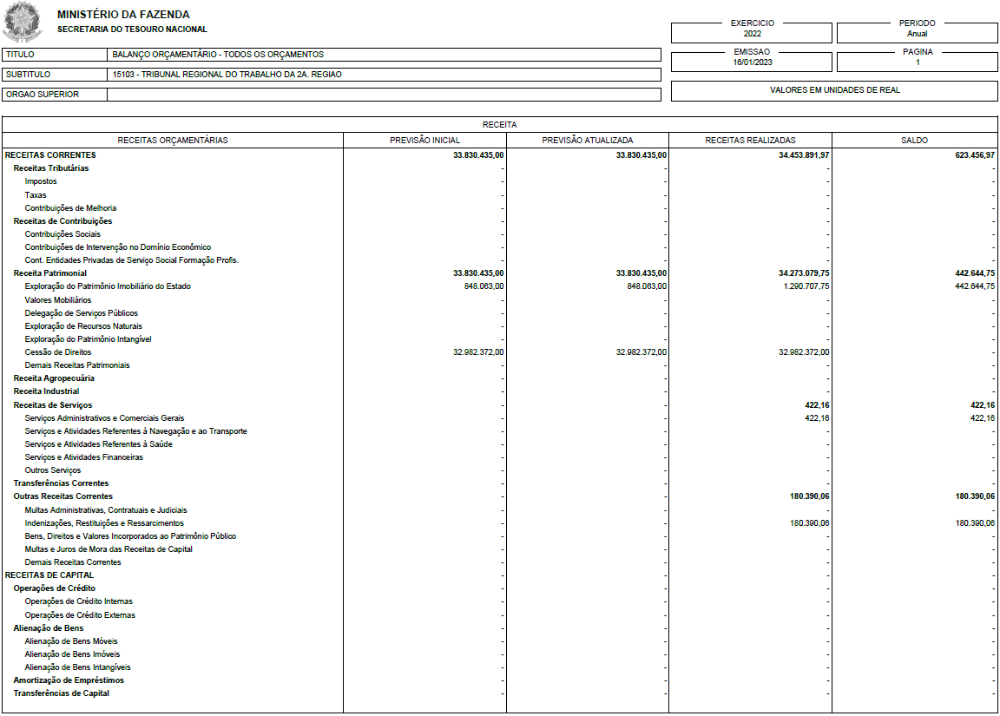 MINISTÉRIO DA FAZENDA
SECRETARIA DO TESOURO NACIONAL
EXERCICIO
2022
PERIODO
Anual
EMISSAO
16/01/2023
PAGINA
1
TITULO BALANÇO ORÇAMENTÁRIO - TODOS OS ORÇAMENTOS
SUBTITULO 15103 - TRIBUNAL REGIONAL DO TRABALHO DA 2A. REGIAO
ORGAO SUPERIOR
VALORES EM UNIDADES DE REAL
RECEITA
RECEITAS ORÇAMENTÁRIAS PREVISÃO INICIAL PREVISÃO ATUALIZADA RECEITAS REALIZADAS SALDO
RECEITAS CORRENTES 33.830.435,00 33.830.435,00 34.453.891,97 623.456,97
Receitas Tributárias - - - -
Impostos - - - -
Taxas - - - -
Contribuições de Melhoria - - - -
Receitas de Contribuições - - - -
Contribuições Sociais - - - -
Contribuições de Intervenção no Domínio Econômico - - - -
Cont. Entidades Privadas de Serviço Social Formação Profis. - - - -
Receita Patrimonial 33.830.435,00 33.830.435,00 34.273.079,75 442.644,75
Exploração do Patrimônio Imobiliário do Estado 848.063,00 848.063,00 1.290.707,75 442.644,75
Valores Mobiliários - - - -
Delegação de Serviços Públicos - - - -
Exploração de Recursos Naturais - - - -
Exploração do Patrimônio Intangível - - - -
Cessão de Direitos 32.982.372,00 32.982.372,00 32.982.372,00 -
Demais Receitas Patrimoniais - - - -
Receita Agropecuária - - - -
Receita Industrial - - - -
Receitas de Serviços - - 422,16 422,16
Serviços Administrativos e Comerciais Gerais - - 422,16 422,16
Serviços e Atividades Referentes à Navegação e ao Transporte - - - -
Serviços e Atividades Referentes à Saúde - - - -
Serviços e Atividades Financeiras - - - -
Outros Serviços - - - -
Transferências Correntes - - - -
Outras Receitas Correntes - - 180.390,06 180.390,06
Multas Administrativas, Contratuais e Judiciais - - - -
Indenizações, Restituições e Ressarcimentos - - 180.390,06 180.390,06
Bens, Direitos e Valores Incorporados ao Patrimônio Público - - - -
Multas e Juros de Mora das Receitas de Capital - - - -
Demais Receitas Correntes - - - -
RECEITAS DE CAPITAL - - - -
Operações de Crédito - - - -
Operações de Crédito Internas - - - -
Operações de Crédito Externas - - - -
Alienação de Bens - - - -
Alienação de Bens Móveis - - - -
Alienação de Bens Imóveis - - - -
Alienação de Bens Intangíveis - - - -
Amortização de Empréstimos - - - -
Transferências de Capital - - - -